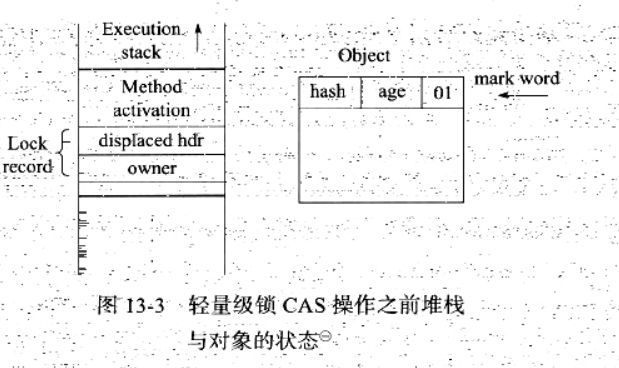 Execution
stack
Object
mark word
Method
activation
hash age 01
Lock
record
displaced hdr
owner
图 13-3 轻量级锁 CAS 操作之前堆栈
与对象的状态㊀